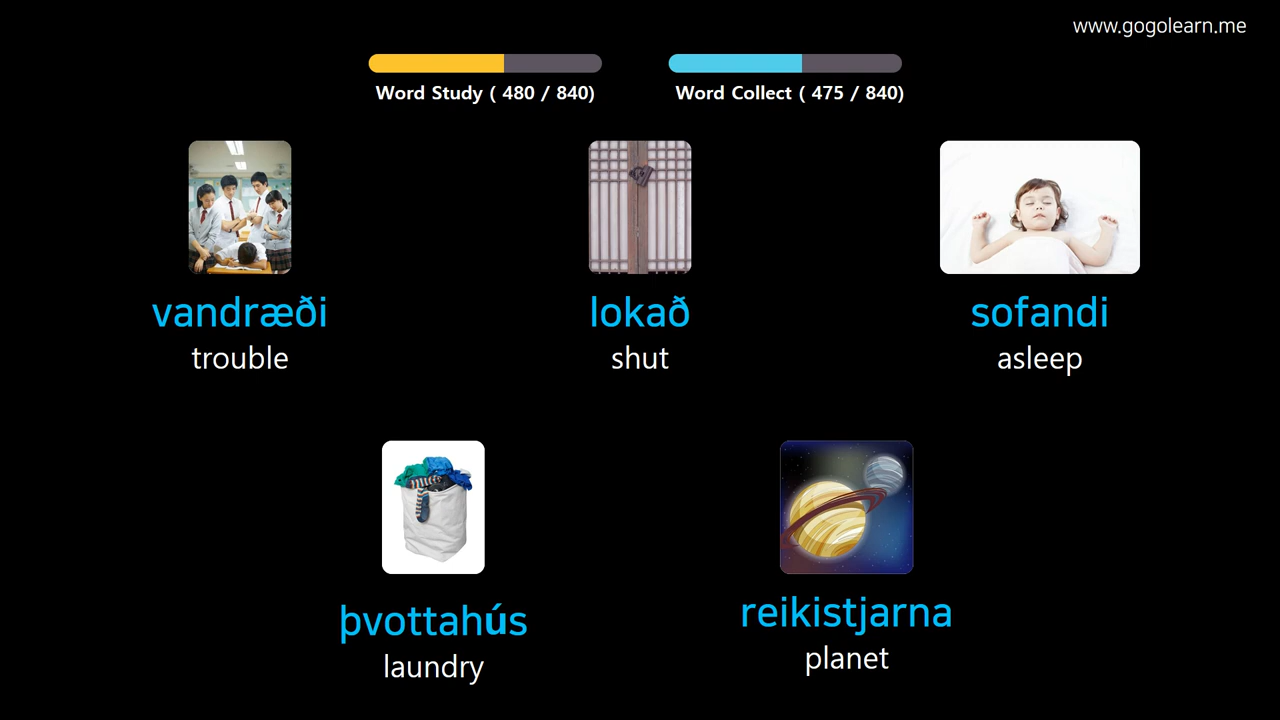 www.gogolearn.me
Word Study ( 480 / 840)
Word Collect ( 475 / 840)
vandræði
trouble
lokað
shut
sofandi
asleep
þvottahús
laundry
reikistjarna
planet